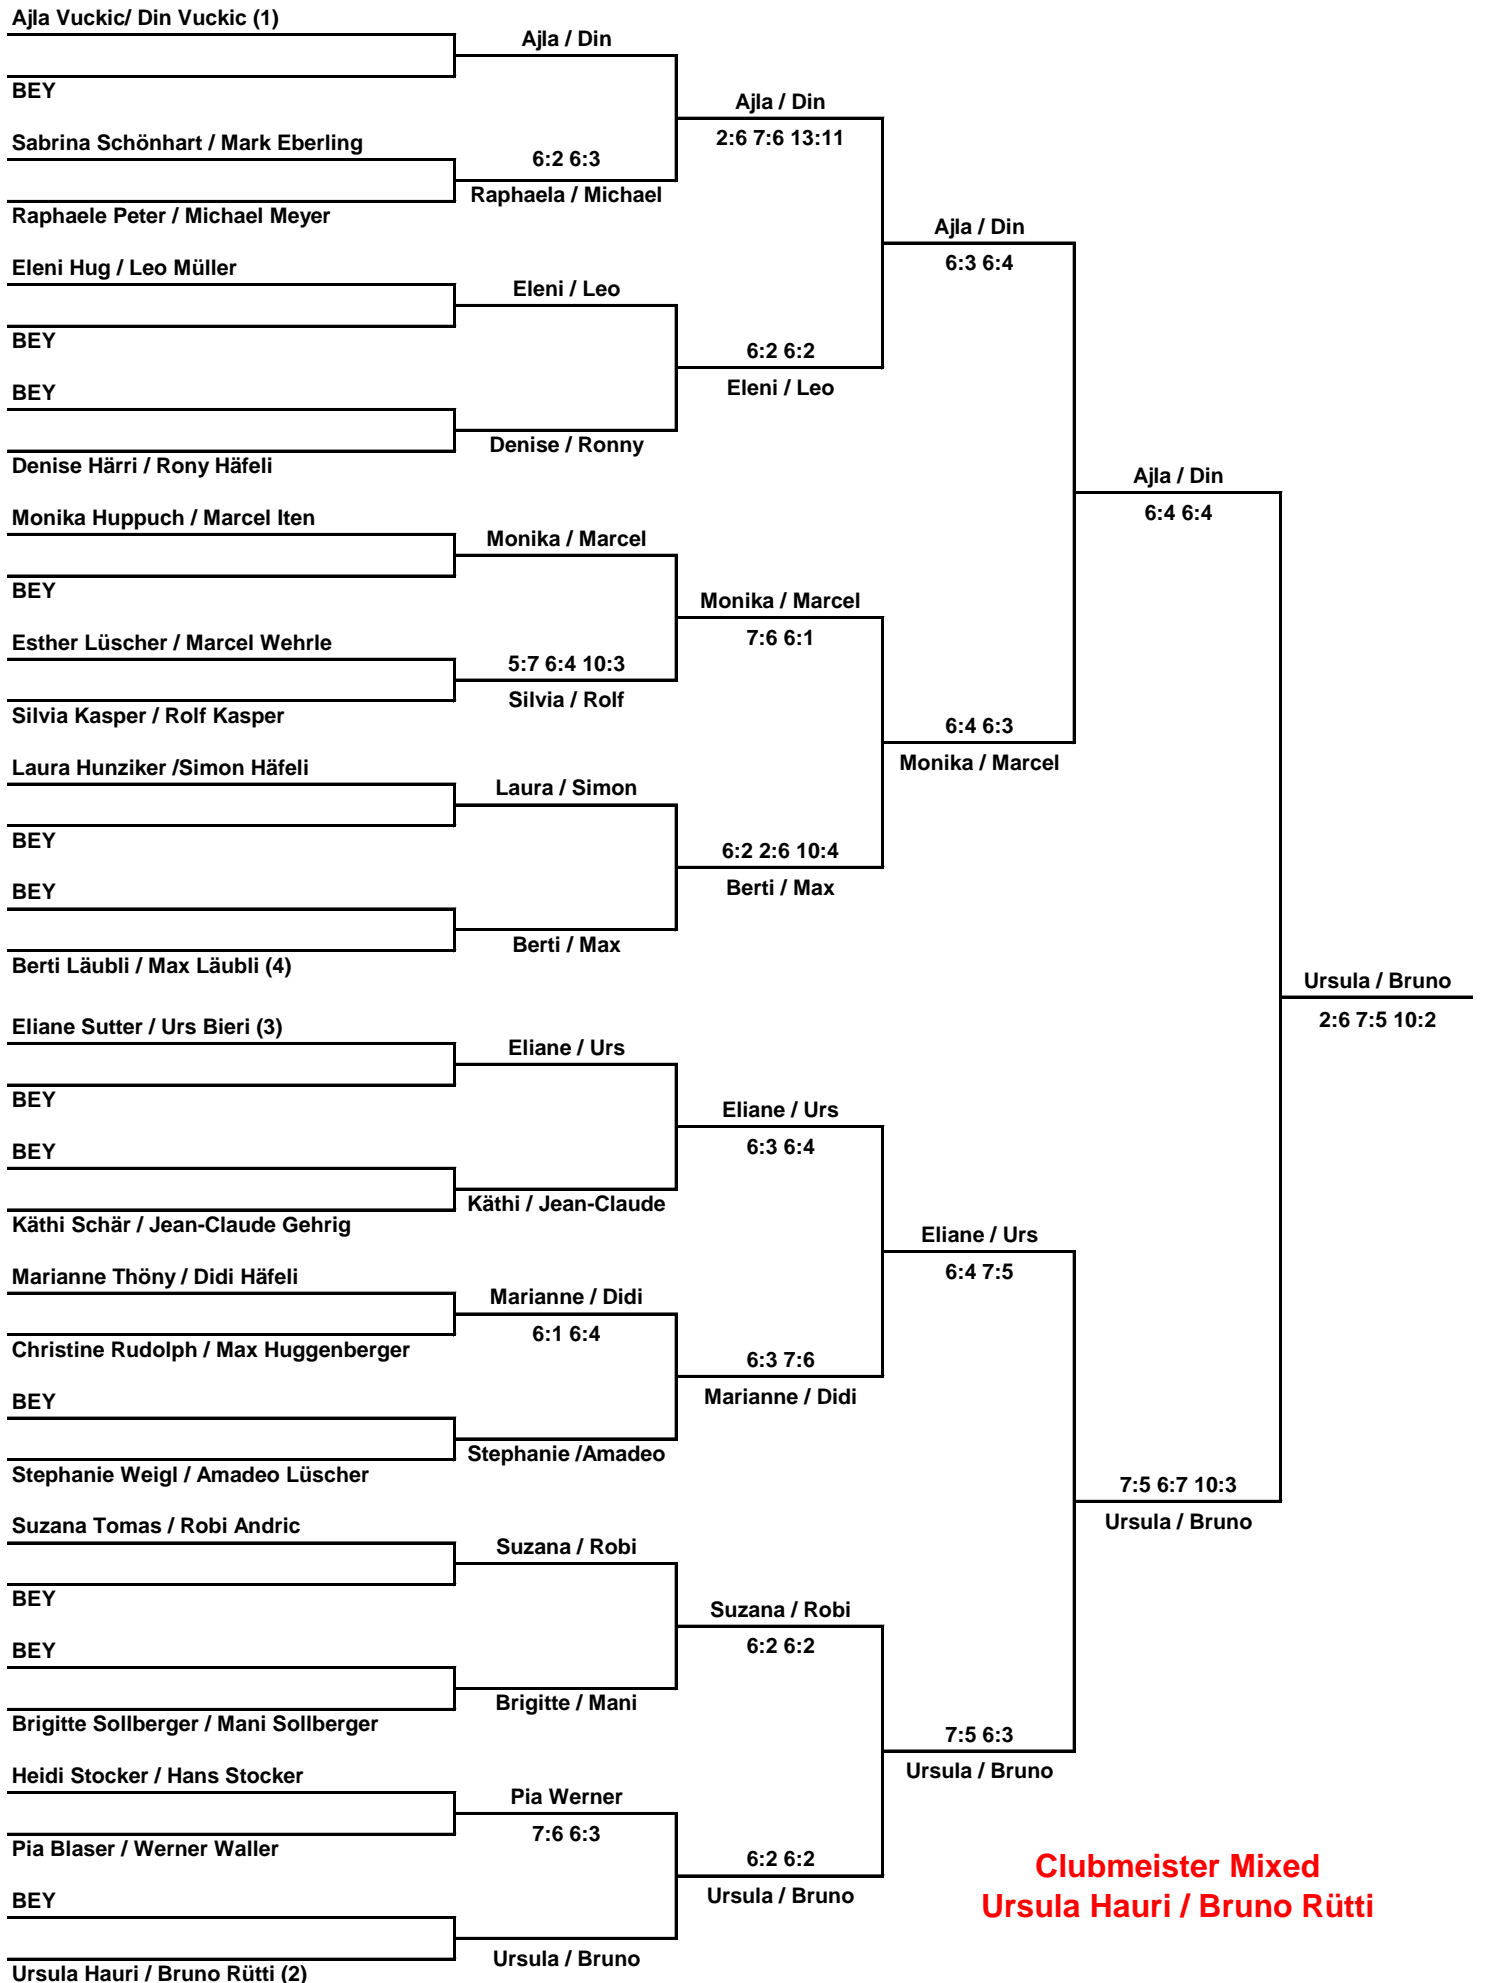 Ajla Vuckic/ Din Vuckic (1)
BEY
Sabrina Schönhart / Mark Eberling
Raphaele Peter / Michael Meyer
Eleni Hug / Leo Müller
BEY
BEY
Denise Härri / Rony Häfeli
Monika Huppuch / Marcel Iten
BEY
Esther Lüscher / Marcel Wehrle
Silvia Kasper / Rolf Kasper
Laura Hunziker /Simon Häfeli
BEY
BEY
Berti Läubli / Max Läubli (4)
Eliane Sutter / Urs Bieri (3)
BEY
BEY
Käthi Schär / Jean-Claude Gehrig
Marianne Thöny / Didi Häfeli
Christine Rudolph / Max Huggenberger
BEY
Stephanie Weigl / Amadeo Lüscher
Suzana Tomas / Robi Andric
BEY
BEY
Brigitte Sollberger / Mani Sollberger
Heidi Stocker / Hans Stocker
Pia Blaser / Werner Waller
BEY
Ursula Hauri / Bruno Rütti (2)
Ajla / Din
6:2 6:3
Raphaela / Michael
Eleni / Leo
Denise / Ronny
Monika / Marcel
5:7 6:4 10:3
Silvia / Rolf
Laura / Simon
Berti / Max
Eliane / Urs
Käthi / Jean-Claude
Marianne / Didi
6:1 6:4
Stephanie /Amadeo
Suzana / Robi
Brigitte / Mani
Pia Werner
7:6 6:3
Ursula / Bruno
Ajla / Din
2:6 7:6 13:11
6:2 6:2
Eleni / Leo
Monika / Marcel
7:6 6:1
6:2 2:6 10:4
Berti / Max
Eliane / Urs
6:3 6:4
6:3 7:6
Marianne / Didi
Suzana / Robi
6:2 6:2
6:2 6:2
Ursula / Bruno
Ajla / Din
6:3 6:4
6:4 6:3
Monika / Marcel
Eliane / Urs
6:4 7:5
7:5 6:3
Ursula / Bruno
Ajla / Din
6:4 6:4
7:5 6:7 10:3
Ursula / Bruno
Ursula / Bruno
2:6 7:5 10:2
Clubmeister Mixed
Ursula Hauri / Bruno Rütti